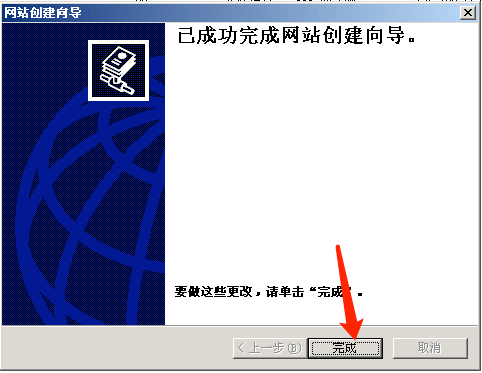 网站创建向导
已成功完成网站创建向导。
要做这些更改，请单击“完成”。
< 上一步(B)
完成
取消